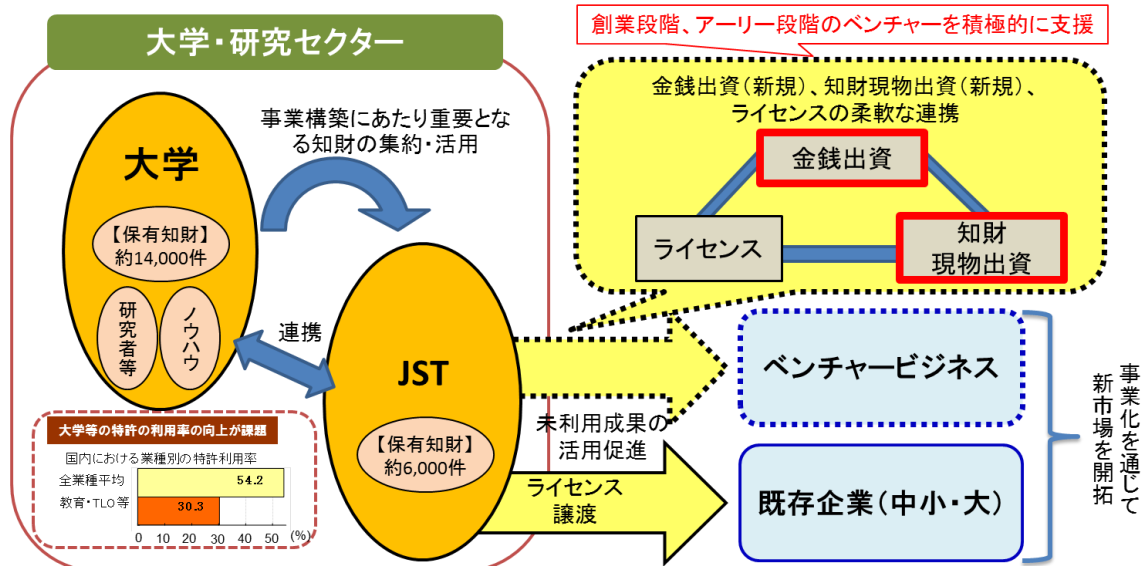 大学・研究セクター
創業段階、アーリー段階のベンチャーを積極的に支援
金銭出資(新規)、知財現物出資(新規)、
ライセンスの柔軟な連携
金銭出資
ライセンス
知財
現物出資
事業構築にあたり重要とな
る知財の集約・活用
大学
【保有知財】
約14,000件
研究者等
ノウハウ
連携
JST
【保有知財】
約6,000件
大学等の特許の利用率の向上が課題
国内における業種別の特許利用率
全業種平均
54.2
教育・TLO等
30.3
0 10 20 30 40 50 (%)
ベンチャービジネス
未利用成果の
活用促進
ライセンス
譲渡
既存企業(中小・大)
事業化を通じて
新市場を開拓